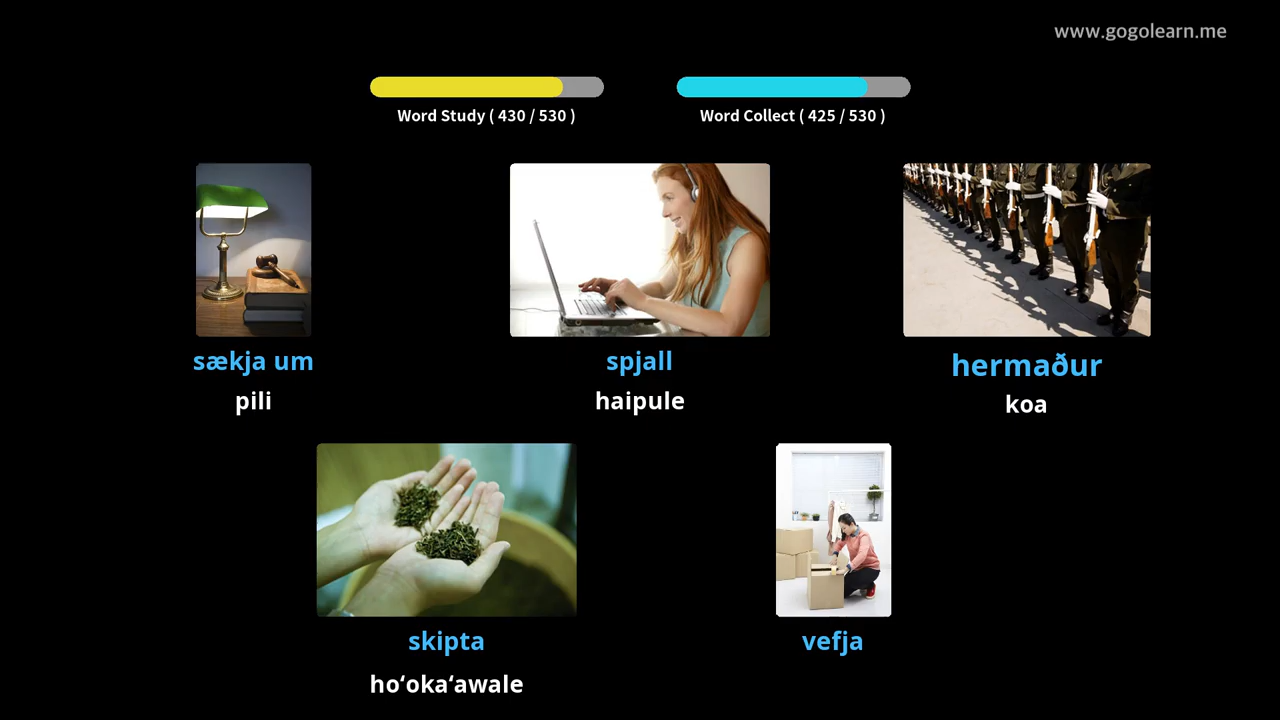 www.gogolearn.me
Word Study ( 430 / 530 )
Word Collect ( 425 / 530 )
sækja um
pili
spjall
haipule
hermaður
koa
skipta
hoʻokaʻawale
vefja